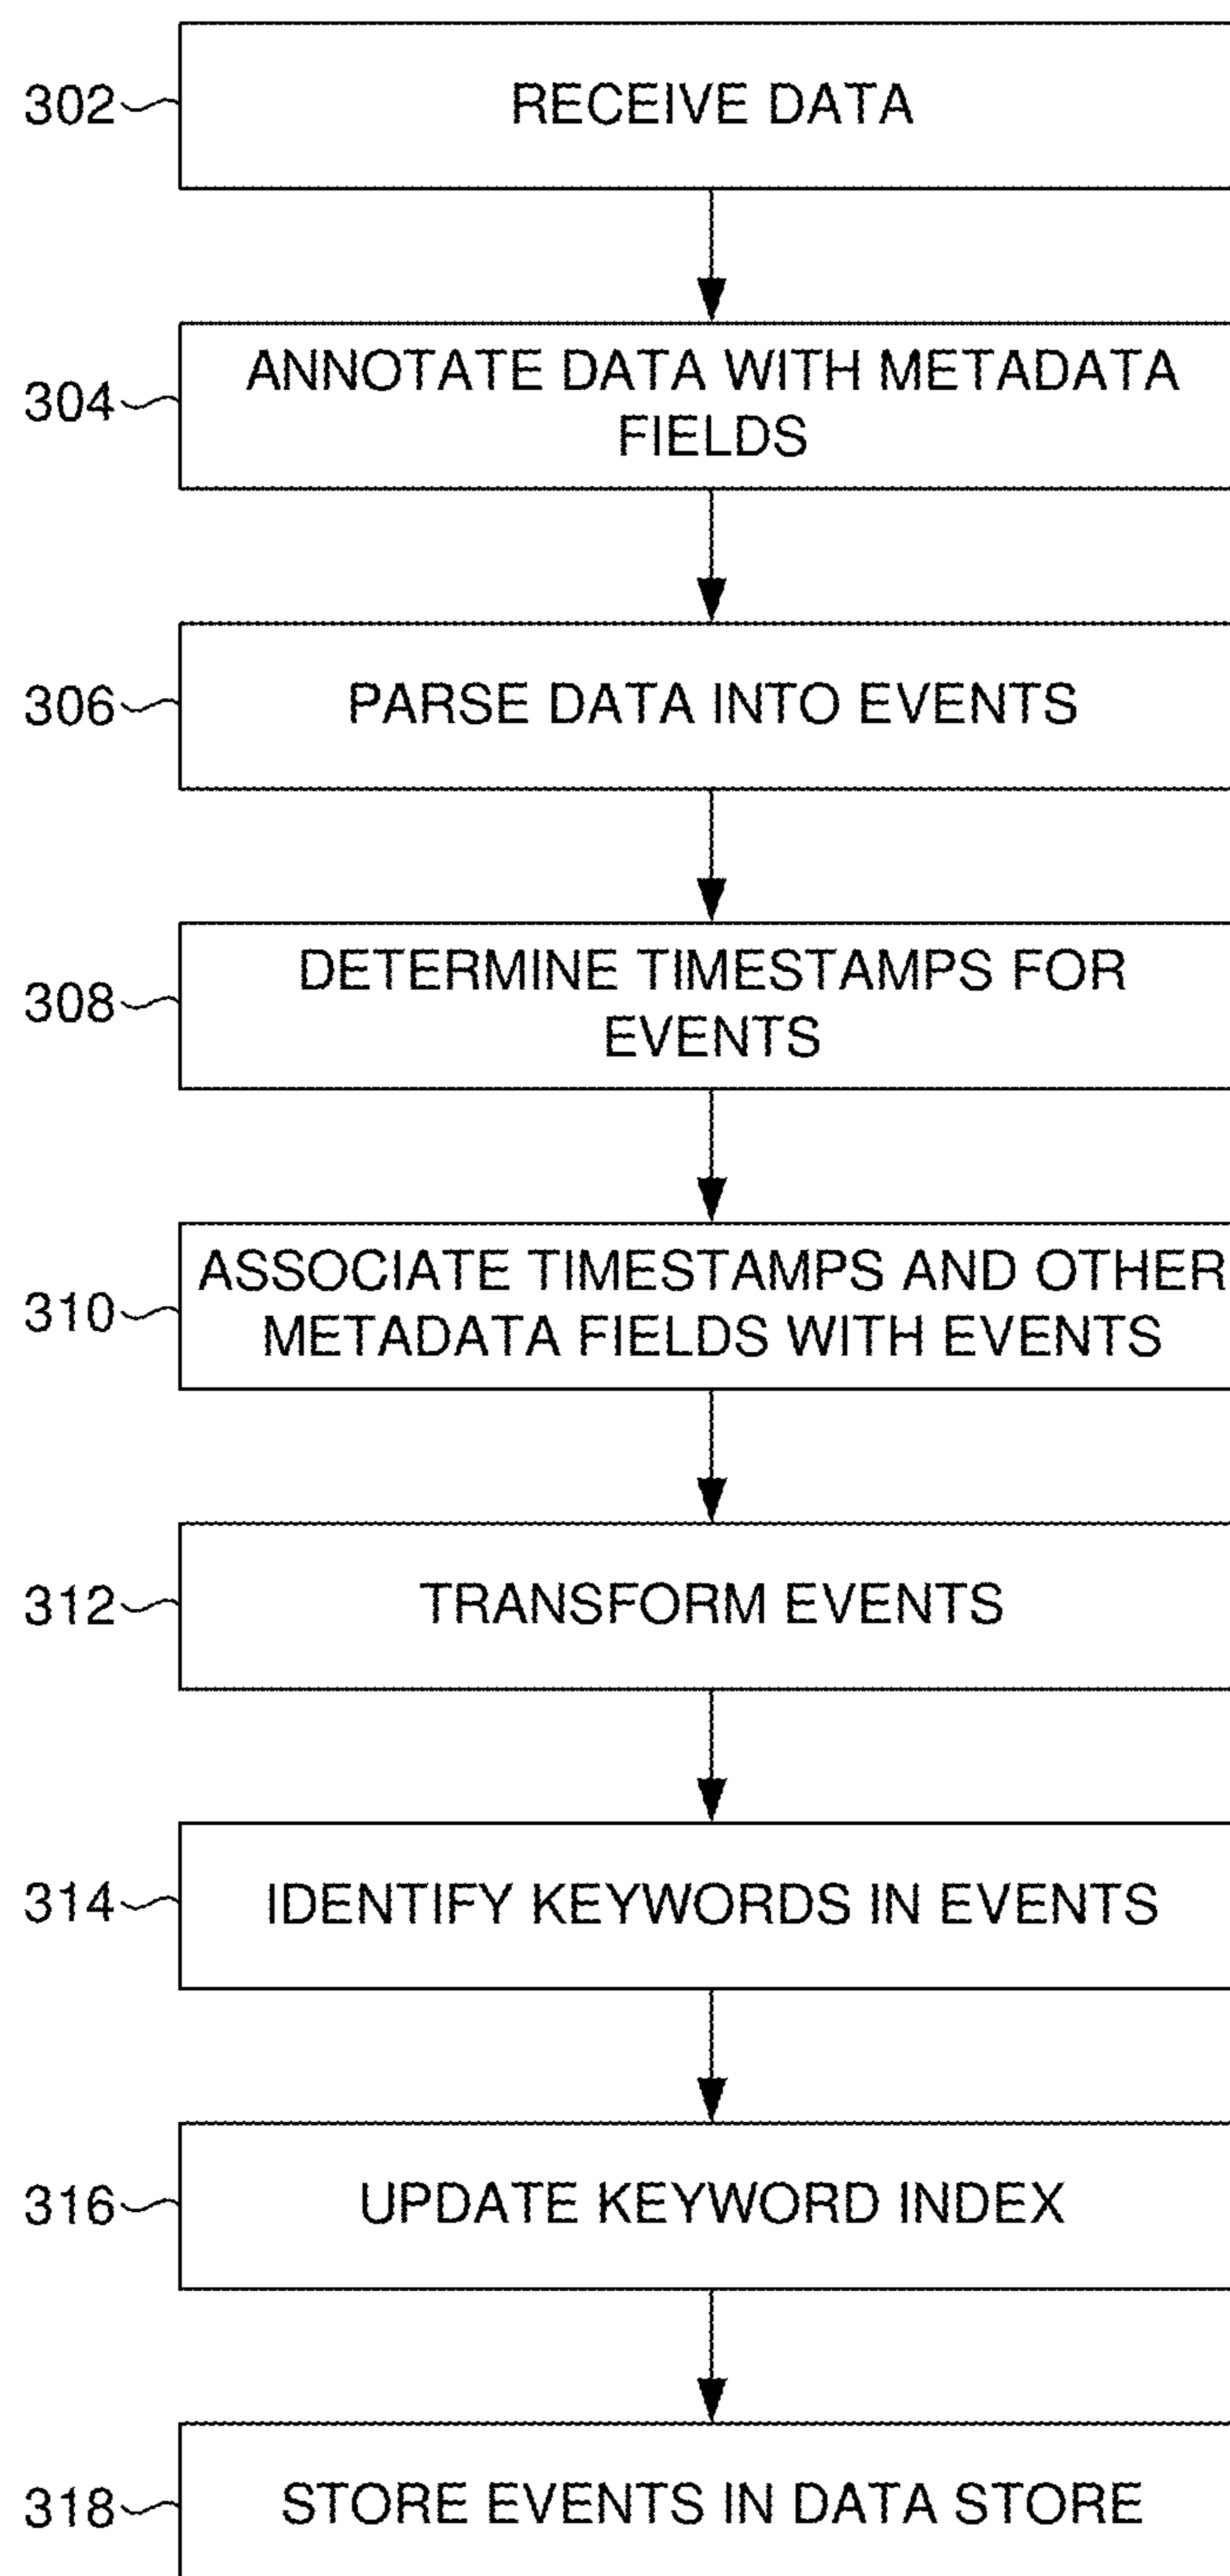 302
RECEIVE DATA
304
ANNOTATE DATA WITH METADATA
FIELDS
306
PARSE DATA INTO EVENTS
308
DETERMINE TIMESTAMPS FOR
EVENTS
310
ASSOCIATE TIMESTAMPS AND OTHER
METADATA FIELDS WITH EVENTS
312
TRANSFORM EVENTS
314
IDENTIFY KEYWORDS IN EVENTS
316
UPDATE KEYWORD INDEX
318
STORE EVENTS IN DATA STORE